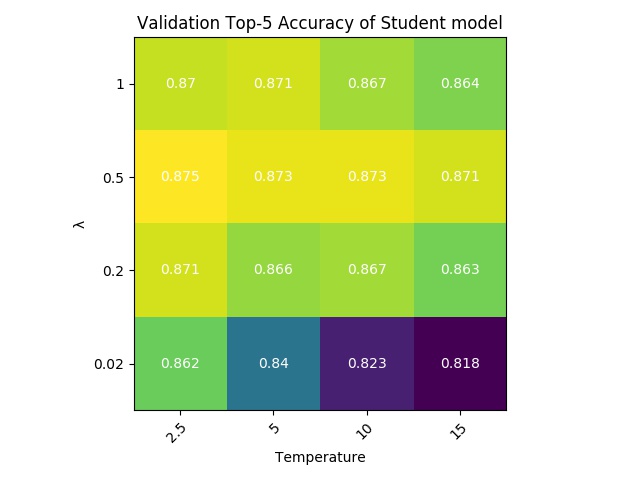 Validation Top-5 Accuracy of Student model
1 0.87 0.871 0.867 0.864
0.5 0.875 0.873 0.873 0.871
λ
0.2 0.871 0.866 0.867 0.863
0.02 0.862 0.84 0.823 0.818
2.5 5 10 15
Temperature